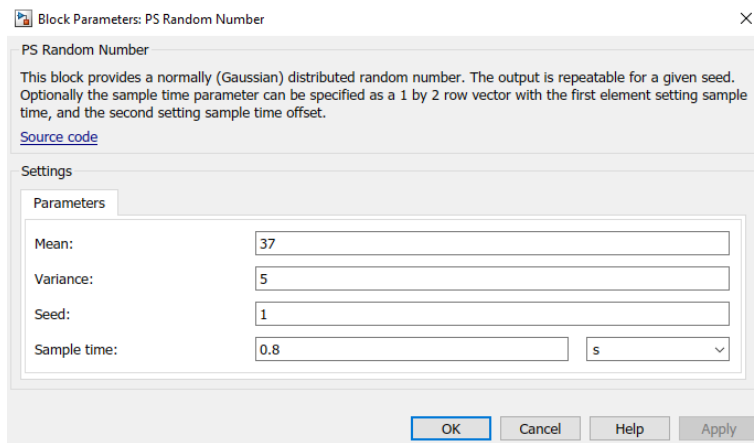 Block Parameters: PS Random Number
PS Random Number
This block provides a normally (Gaussian) distributed random number. The output is repeatable for a given seed.
Optionally the sample time parameter can be specified as a 1 by 2 row vector with the first element setting sample
time, and the second setting sample time offset.
Source code
Settings
Parameters
Mean: 37
Variance: 5
Seed: 1
Sample time: 0.8 s
OK Cancel Help Apply